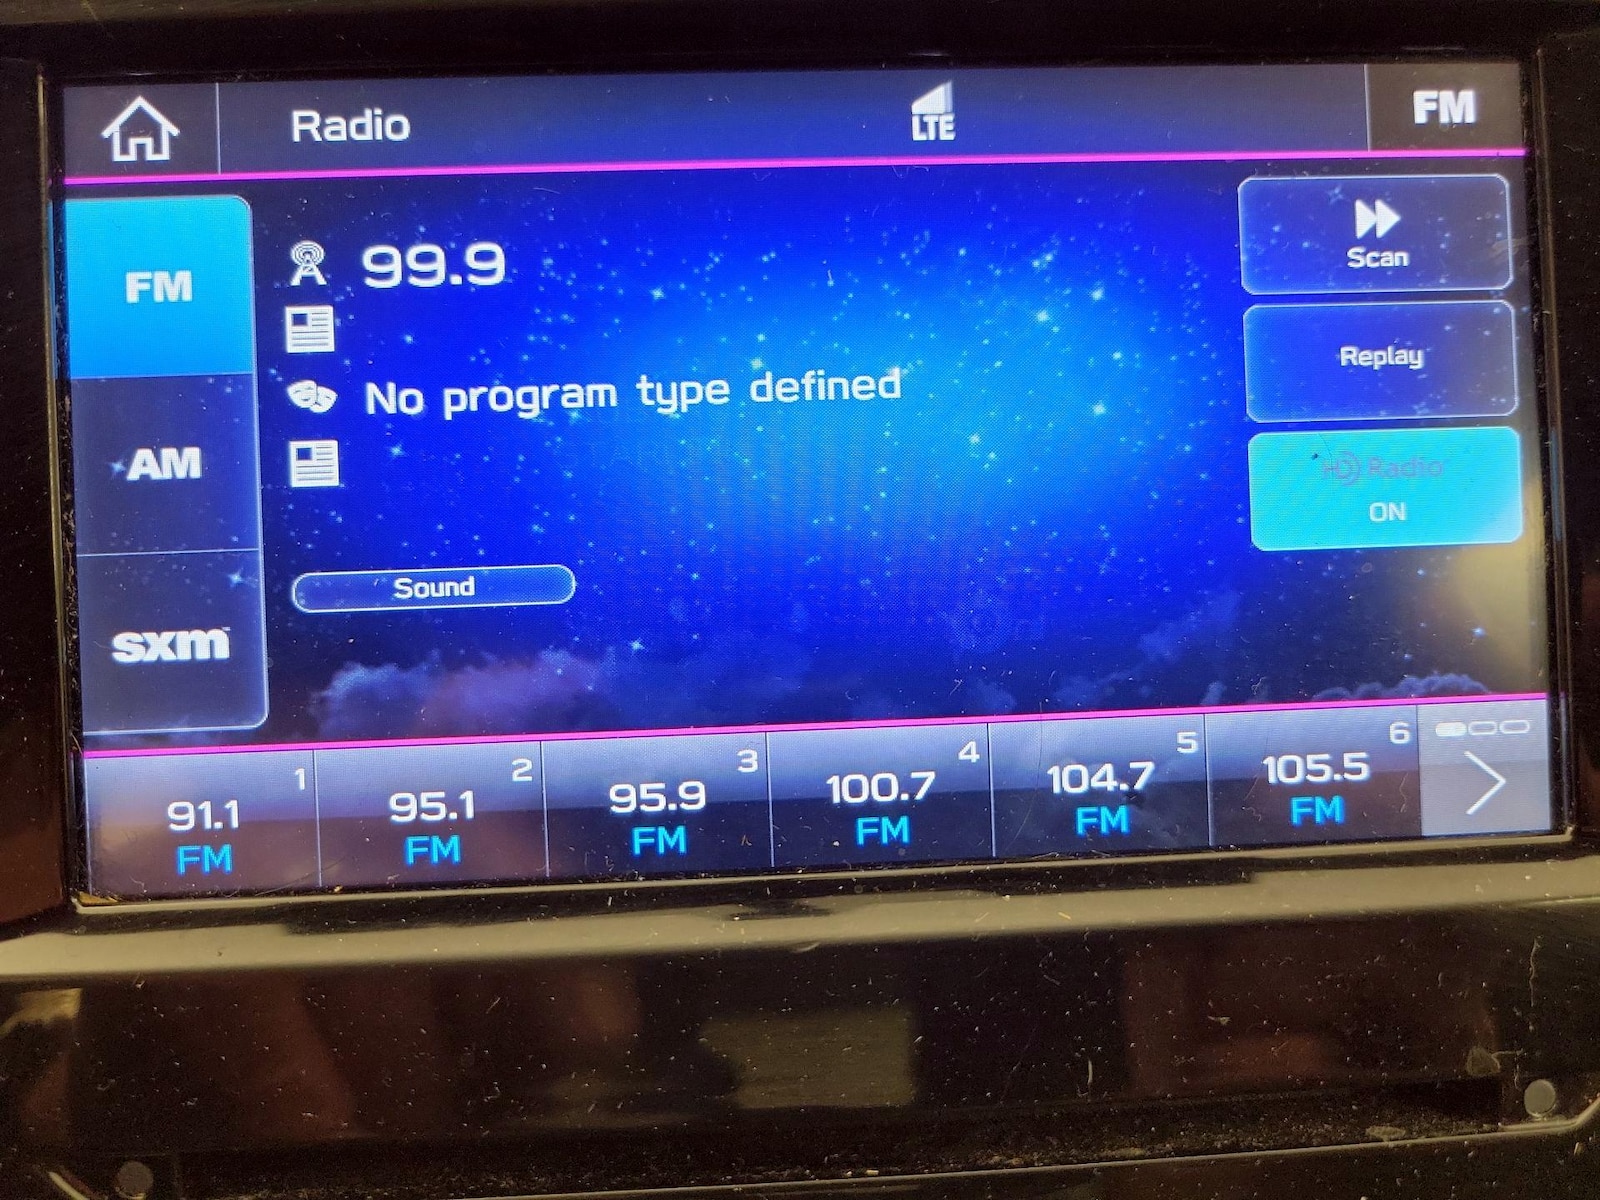 Radio
LTE
FM
FM
AM
sxm
99.9
No program type defined
Sound
Scan
Replay
HD Radio
ON
1
91.1
FM
2
95.1
FM
3
95.9
FM
4
100.7
FM
5
104.7
FM
6
105.5
FM